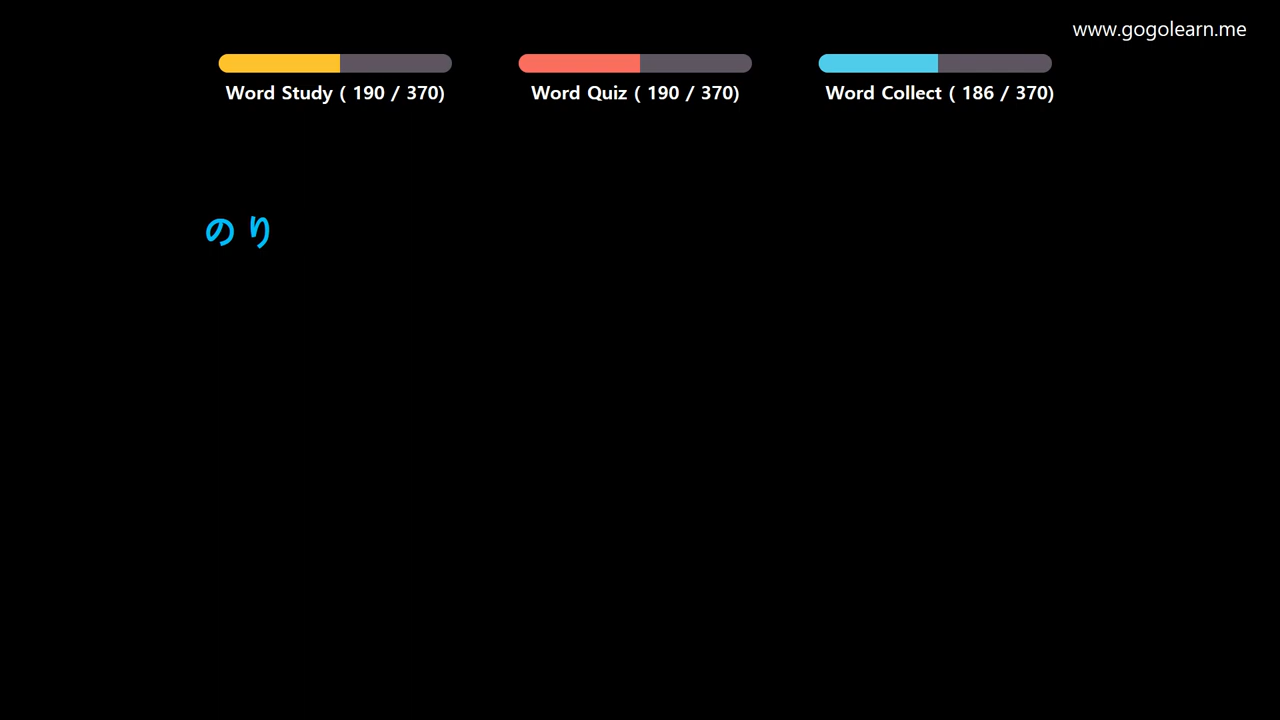 www.gogolearn.me
Word Study ( 190 / 370)
Word Quiz ( 190 / 370)
Word Collect ( 186 / 370)
のり